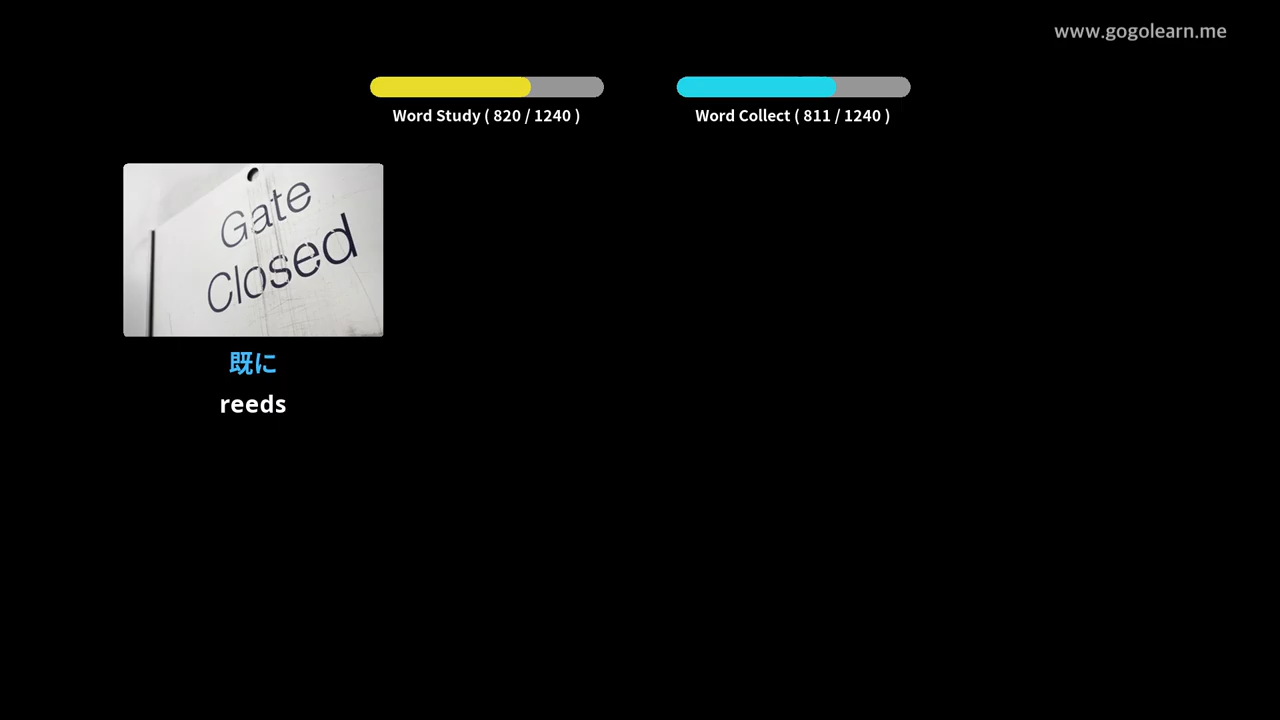 www.gogolearn.me
Word Study ( 820 / 1240 )
Word Collect ( 811 / 1240 )
Gate
Closed
既に
reeds